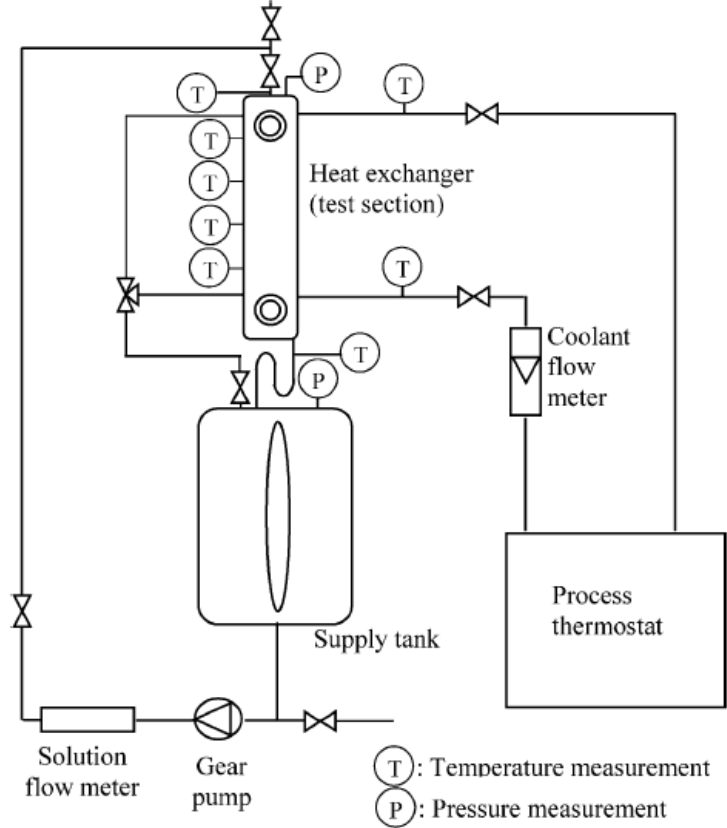 P
T
T
T
T
T
T
Heat exchanger
(test section)
T
T
P
Coolant
flow
meter
Process
thermostat
Supply tank
Solution
flow meter
Gear
pump
T : Temperature measurement
P : Pressure measurement